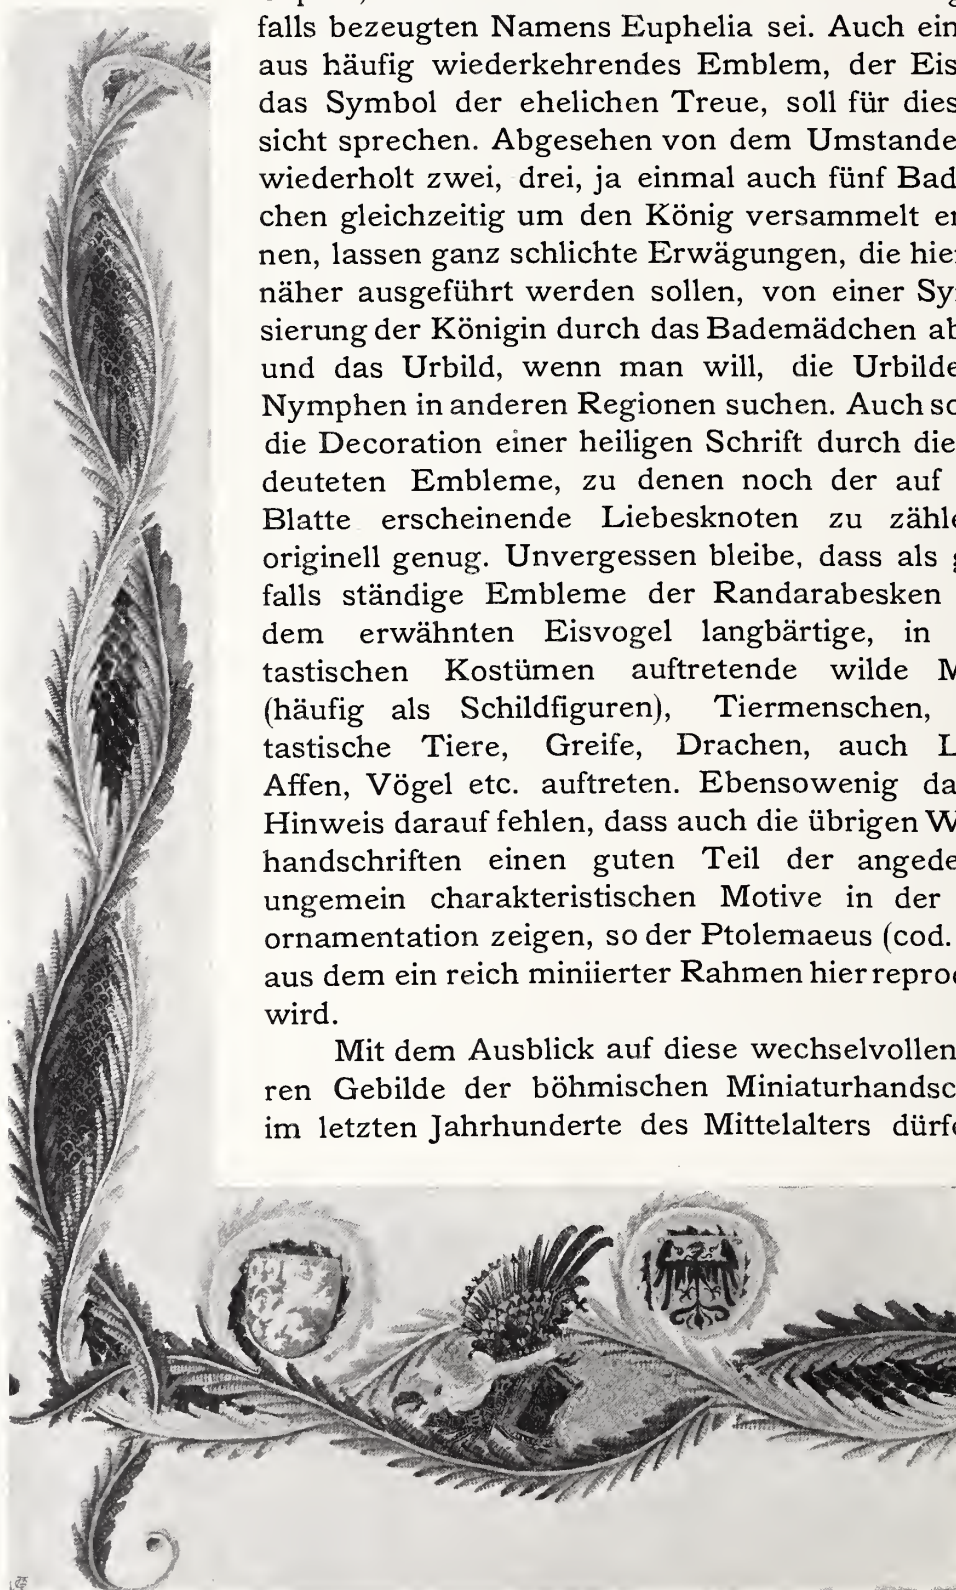 falls bezeugten Namens Euphelia sei. Auch ein
aus häufig wiederkehrendes Emblem, der Eis
das Symbol der ehelichen Treue, soll für dies
sicht sprechen. Abgesehen von dem Umstande
wiederholt zwei, drei, ja einmal auch fünf Bad
chen gleichzeitig um den König versammelt er
nen, lassen ganz schlichte Erwägungen, die hie
näher ausgeführt werden sollen, von einer Sy
sierung der Königin durch das Bademädchen ab
und das Urbild, wenn man will, die Urbilde
Nymphen in anderen Regionen suchen. Auch so
die Decoration einer heiligen Schrift durch die
deuteten Embleme, zu denen noch der auf
Blatte erscheinende Liebesknoten zu zähle
originell genug. Unvergessen bleibe, dass als g
falls ständige Embleme der Randarabesken
dem erwähnten Eisvogel langbärtige, in
tastischen Kostümen auftretende wilde M
(häufig als Schildfiguren), Tiermenschen,
tastische Tiere, Greife, Drachen, auch L
Affen, Vögel etc. auftreten. Ebensowenig da
Hinweis darauf fehlen, dass auch die übrigen W
handschriften einen guten Teil der angede
ungemein charakteristischen Motive in der
ornamentation zeigen, so der Ptolemaeus (cod.
aus dem ein reich miniierter Rahmen hier repro
wird.
Mit dem Ausblick auf diese wechselvollen
ren Gebilde der böhmischen Miniaturhandsc
im letzten Jahrhunderte des Mittelalters dürf